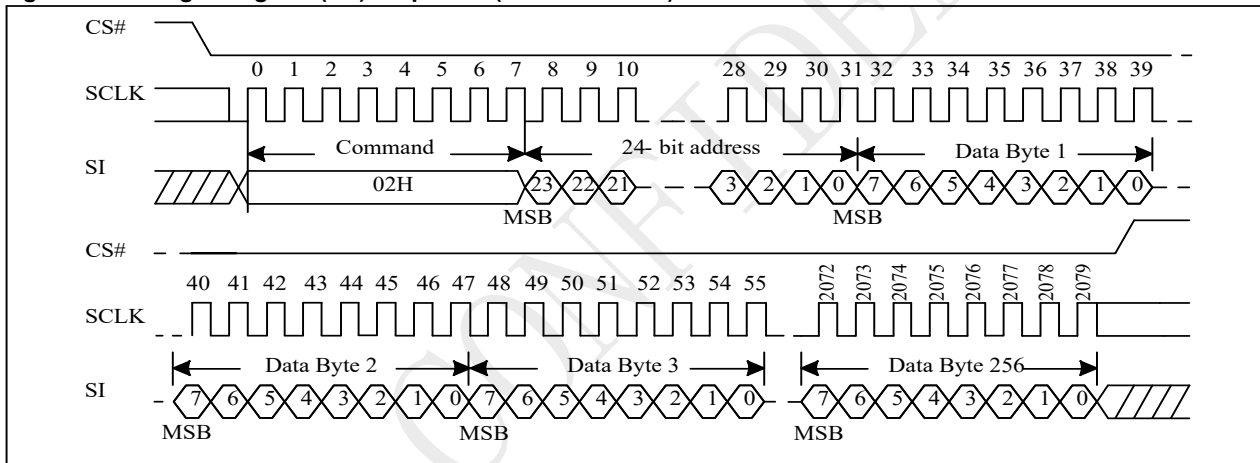 CS#
0 1 2 3 4 5 6 7 8 9 10 28 29 30 31 32 33 34 35 36 37 38 39
SCLK
Command 24- bit address Data Byte 1
SI
02H 23 22 21 3 2 1 0 7 6 5 4 3 2 1 0
MSB MSB
CS#
40 41 42 43 44 45 46 47 48 49 50 51 52 53 54 55 2072 2073 2074 2075 2076 2077 2078 2079
SCLK
Data Byte 2 Data Byte 3 Data Byte 256
SI
7 6 5 4 3 2 1 0 7 6 5 4 3 2 1 0 7 6 5 4 3 2 1 0
MSB MSB MSB